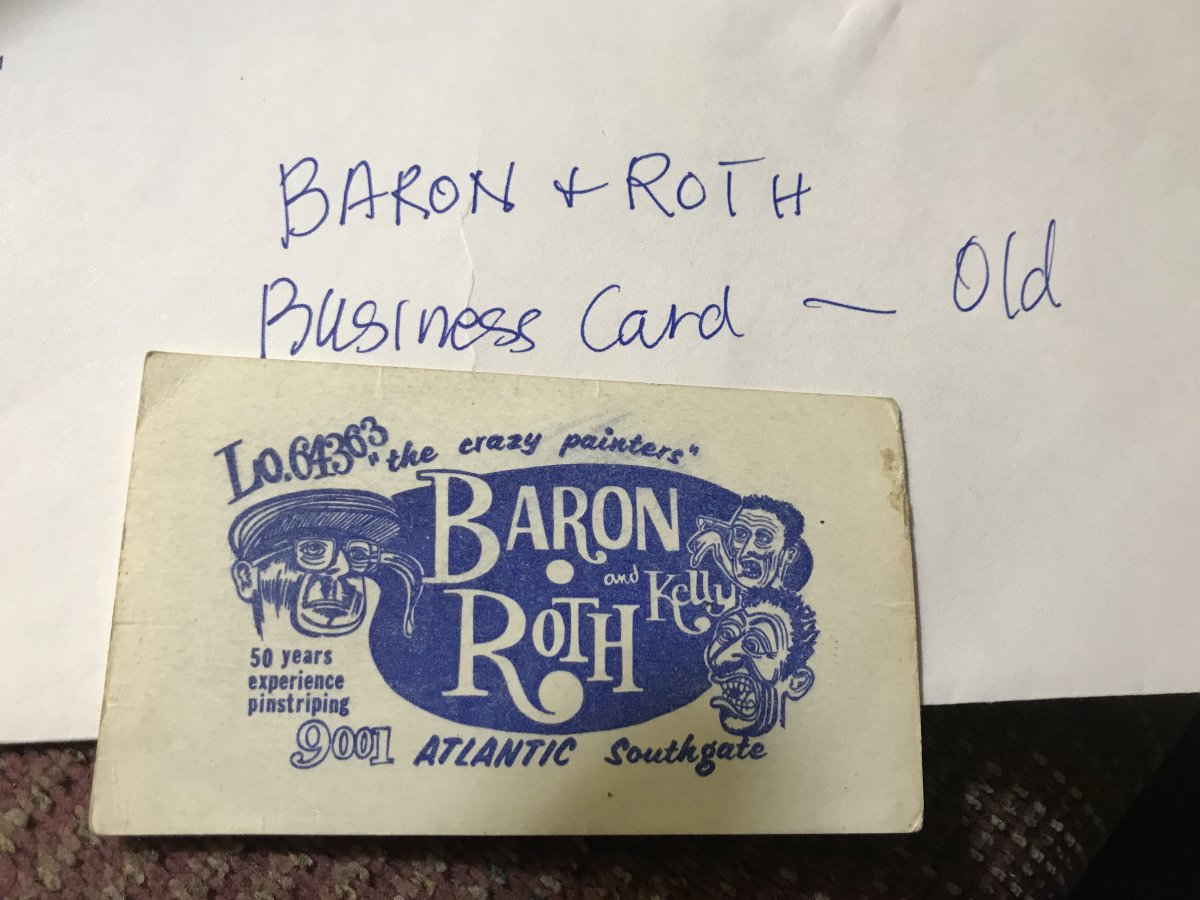 BARON + ROTH
Business Card — Old
Lo.64363
"the crazy painters"
BARON
and Kelly
ROTH
50 years
experience
pinstriping
9001 ATLANTIC Southgate